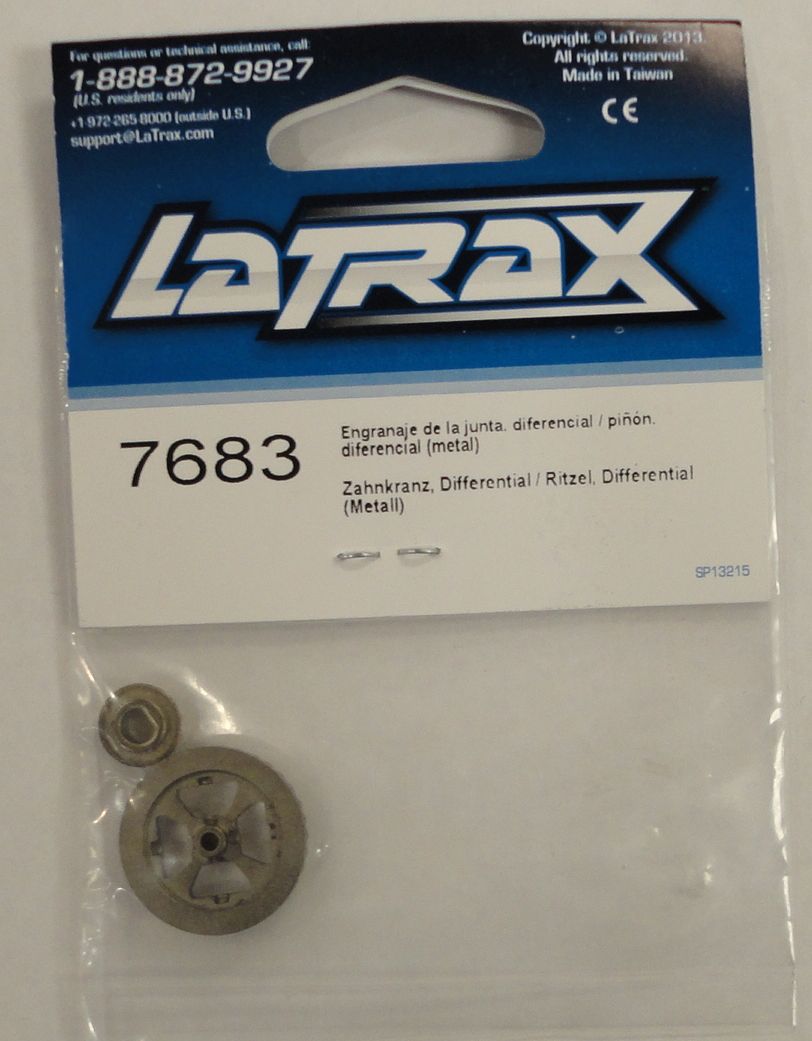 For questions or technical assistance, call:
1-888-872-9927
(U.S. residents only)
+1-972-265-8000 (outside U.S.)
support@LaTrax.com
Copyright © LaTrax 2013.
All rights reserved.
Made in Taiwan
CE
LaTrax
7683
Engranaje de la junta. diferencial / piñón.
diferencial (metal)
Zahnkranz, Differential / Ritzel, Differential
(Metall)
SP13215